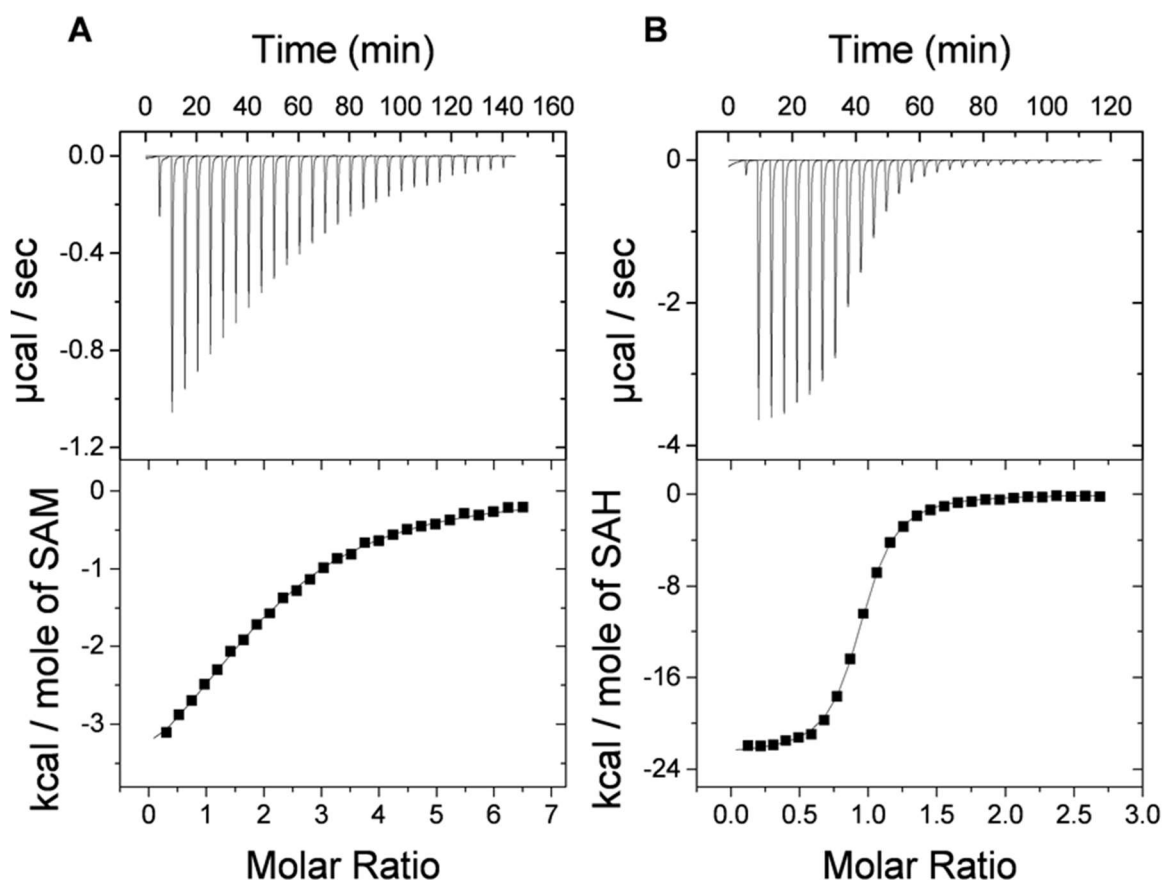 A
Time (min)
0 20 40 60 80 100 120 140 160
0.0
-0.4
-0.8
-1.2
µcal / sec
0
-1
-2
-3
kcal / mole of SAM
0 1 2 3 4 5 6 7
Molar Ratio
B
Time (min)
0 20 40 60 80 100 120
0
-2
-4
µcal / sec
0
-8
-16
-24
kcal / mole of SAH
0.0 0.5 1.0 1.5 2.0 2.5 3.0
Molar Ratio